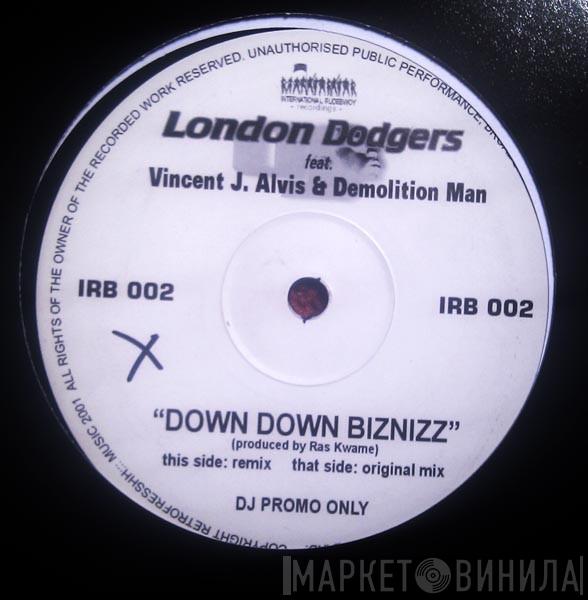 ALL RIGHTS OF THE OWNER OF THE RECORDED WORK RESERVED. UNAUTHORISED PUBLIC PERFORMANCE,
INTERNATIONAL RUDEBWOY
- recordings -
London Dodgers
feat:
Vincent J. Alvis & Demolition Man
IRB 002
IRB 002
X
“DOWN DOWN BIZNIZZ”
(produced by Ras Kwame)
this side: remix that side: original mix
DJ PROMO ONLY
COPYRIGHT RETROFRESSHH... MUSIC 2001
МАРКЕТ ВИНИЛА